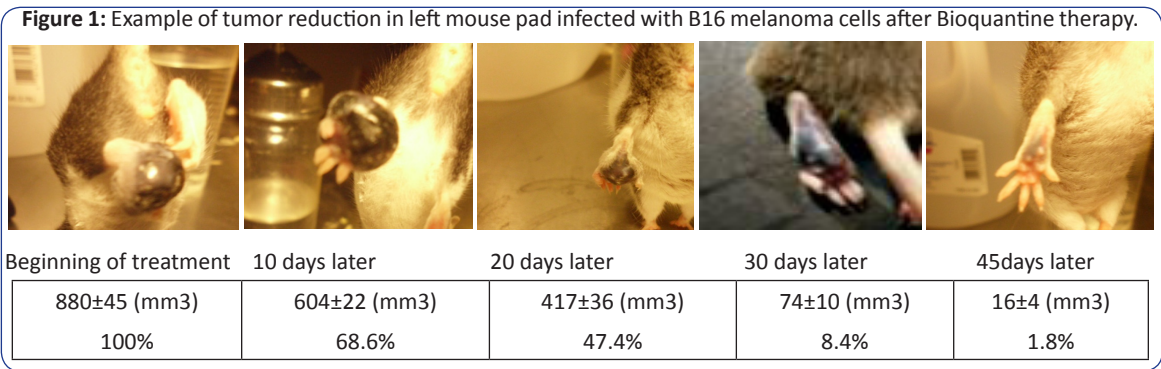 Figure 1: Example of tumor reduction in left mouse pad infected with B16 melanoma cells after Bioquantine therapy.
Beginning of treatment 10 days later 20 days later 30 days later 45days later
880±45 (mm3) 604±22 (mm3) 417±36 (mm3) 74±10 (mm3) 16±4 (mm3)
100% 68.6% 47.4% 8.4% 1.8%